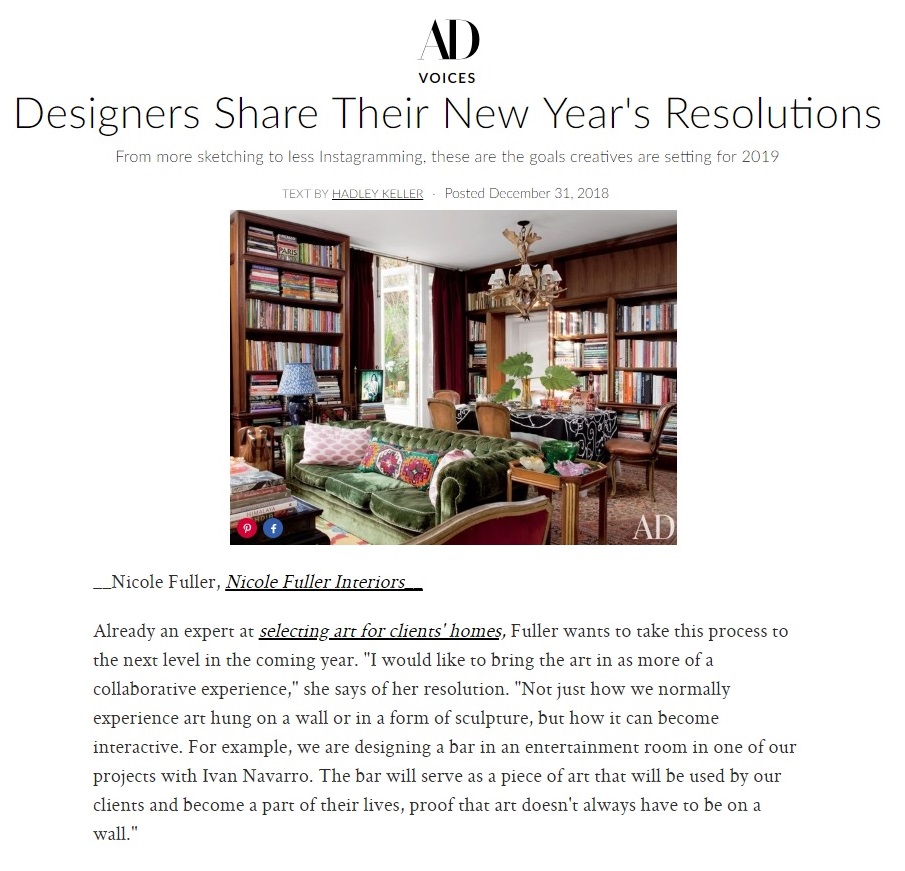 AD
VOICES
Designers Share Their New Year's Resolutions
From more sketching to less Instagramming, these are the goals creatives are setting for 2019
TEXT BY HADLEY KELLER · Posted December 31, 2018
PARIS
HIMALAYA
INDIA
AD
__Nicole Fuller, Nicole Fuller Interiors__
Already an expert at selecting art for clients' homes, Fuller wants to take this process to
the next level in the coming year. "I would like to bring the art in as more of a
collaborative experience," she says of her resolution. "Not just how we normally
experience art hung on a wall or in a form of sculpture, but how it can become
interactive. For example, we are designing a bar in an entertainment room in one of our
projects with Ivan Navarro. The bar will serve as a piece of art that will be used by our
clients and become a part of their lives, proof that art doesn't always have to be on a
wall."